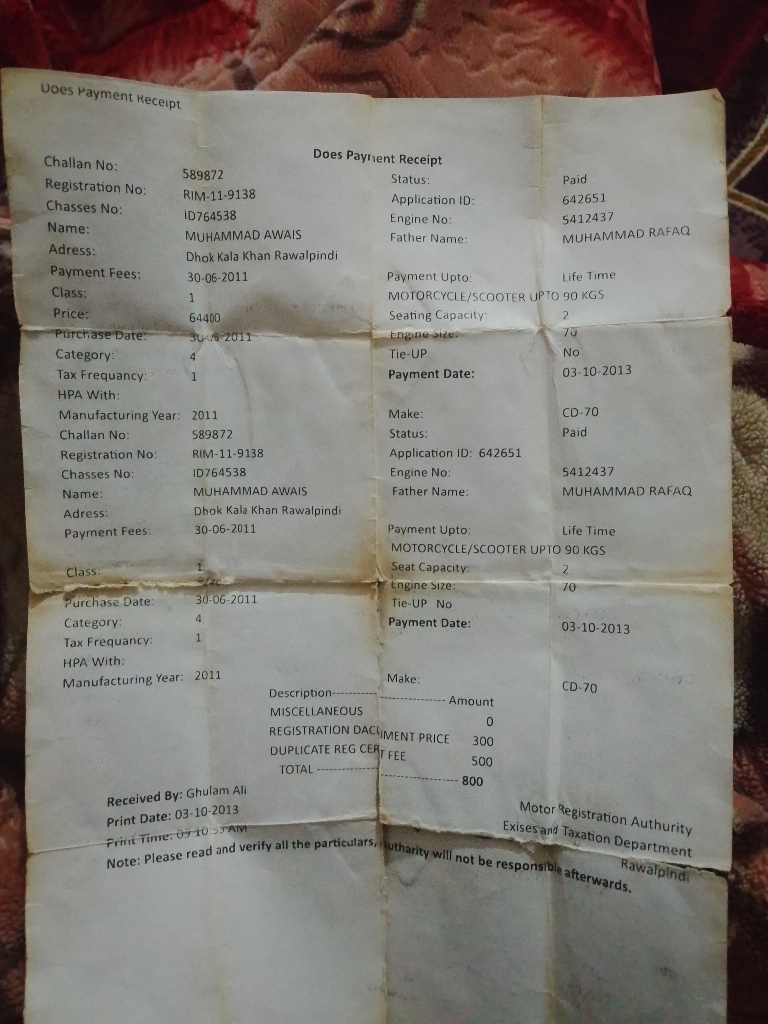 Does Payment Receipt
Does Payment Receipt
Challan No: 589872 Status: Paid
Registration No: RIM-11-9138 Application ID: 642651
Chasses No: ID764538 Engine No: 5412437
Name: MUHAMMAD AWAIS Father Name: MUHAMMAD RAFAQ
Adress: Dhok Kala Khan Rawalpindi
Payment Fees: 30-06-2011 Payment Upto: Life Time
Class: 1 MOTORCYCLE/SCOOTER UPTO 90 KGS
Price: 64400 Seating Capacity: 2
Purchase Date: 30-06-2011 Engine Size: 70
Category: 4 Tie-UP No
Tax Frequancy: 1 Payment Date: 03-10-2013
HPA With:
Manufacturing Year: 2011 Make: CD-70
Challan No: 589872 Status: Paid
Registration No: RIM-11-9138 Application ID: 642651
Chasses No: ID764538 Engine No: 5412437
Name: MUHAMMAD AWAIS Father Name: MUHAMMAD RAFAQ
Adress: Dhok Kala Khan Rawalpindi
Payment Fees: 30-06-2011 Payment Upto: Life Time
MOTORCYCLE/SCOOTER UPTO 90 KGS
Class: 1 Seat Capacity: 2
Engine Size: 70
Purchase Date: 30-06-2011 Tie-UP No
Category: 4 Payment Date: 03-10-2013
Tax Frequancy: 1
HPA With:
Manufacturing Year: 2011 Make: CD-70
Description------------------------------ Amount
MISCELLANEOUS 0
REGISTRATION DACUMENT PRICE 300
DUPLICATE REG CERT FEE 500
TOTAL ------------------------------ 800
Received By: Ghulam Ali
Print Date: 03-10-2013 Motor Registration Authurity
Print Time: 09 10:35 AM Exises and Taxation Department
Rawalpindi
Note: Please read and verify all the particulars, Autharity will not be responsible afterwards.